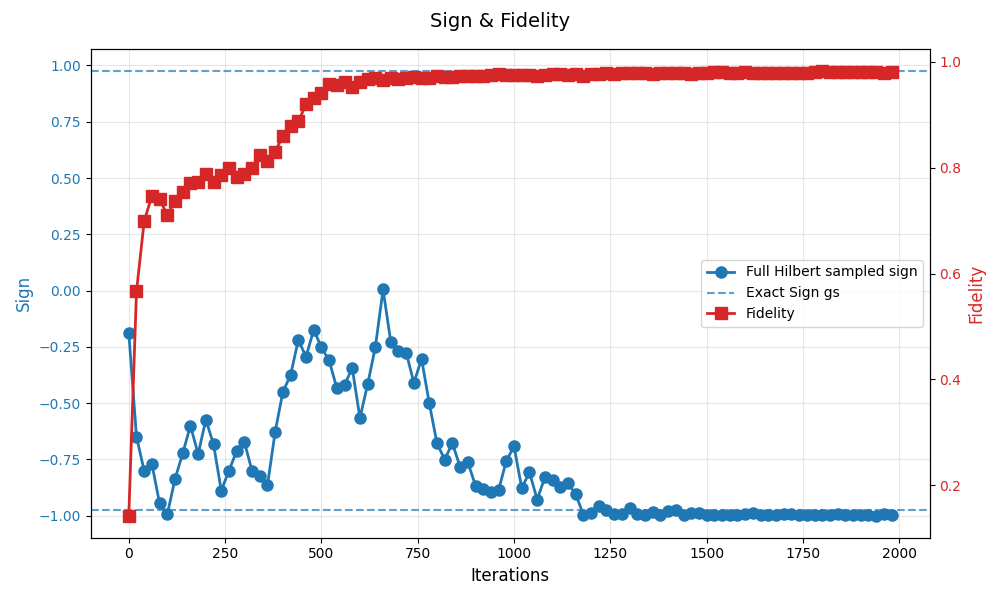 Sign & Fidelity
1.00
0.75
0.50
0.25
0.00
−0.25
−0.50
−0.75
−1.00
Sign
1.0
0.8
0.6
0.4
0.2
Fidelity
Full Hilbert sampled sign
Exact Sign gs
Fidelity
0 250 500 750 1000 1250 1500 1750 2000
Iterations